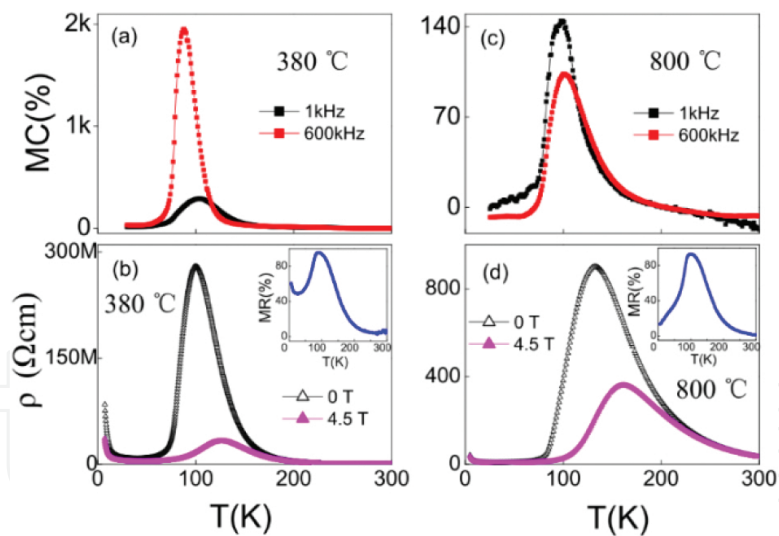 (a)
380 ℃
1kHz
600kHz
MC(%)
2k
1k
0
(c)
800 ℃
1kHz
600kHz
140
70
0
(b)
380 ℃
0 T
4.5 T
ρ (Ωcm)
300M
150M
0
0
100
200
300
T(K)
MR(%)
80
40
0
0
100
200
300
T(K)
(d)
800 ℃
0 T
4.5 T
800
400
0
0
100
200
300
T(K)
MR(%)
80
40
0
0
100
200
300
T(K)